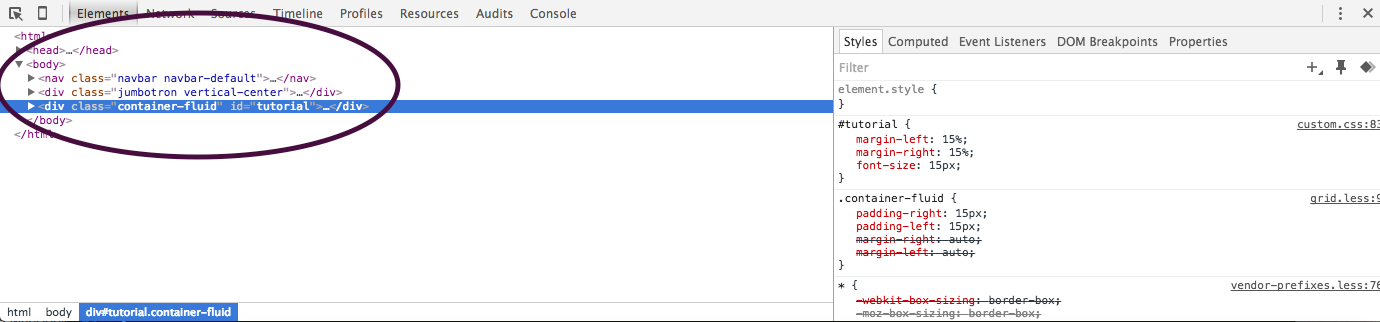 Elements Network Sources Timeline Profiles Resources Audits Console
<html>
<head>…</head>
<body>
<nav class="navbar navbar-default">…</nav>
<div class="jumbotron vertical-center">…</div>
<div class="container-fluid" id="tutorial">…</div>
</body>
</html>
html body div#tutorial.container-fluid
Styles Computed Event Listeners DOM Breakpoints Properties
Filter
element.style {
}
#tutorial { custom.css:83
margin-left: 15%;
margin-right: 15%;
font-size: 15px;
}
.container-fluid { grid.less:9
padding-right: 15px;
padding-left: 15px;
margin-right: auto;
margin-left: auto;
}
* { vendor-prefixes.less:76
-webkit-box-sizing: border-box;
-moz-box-sizing: border-box;